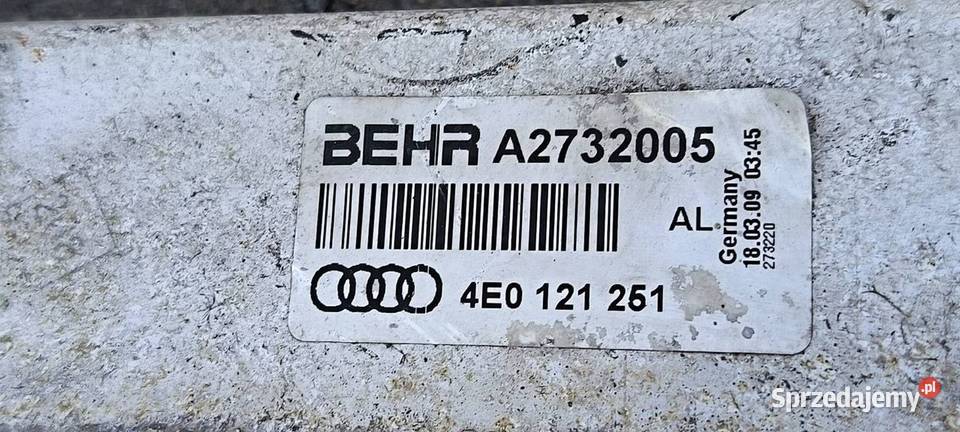 BEHR A2732005
AL.
Germany
18.03.09 03:45
273220
4E0 121 251
Sprzedajemy.pl